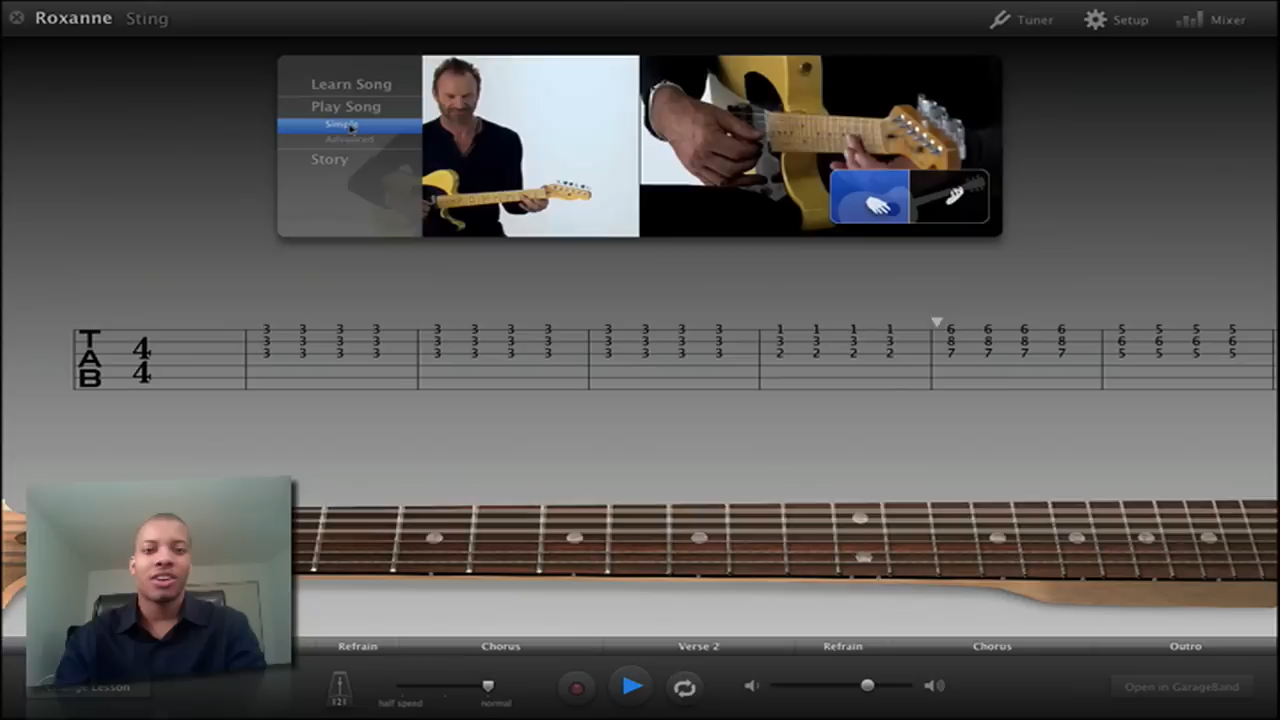 Roxanne Sting
Tuner
Setup
Mixer
Learn Song
Play Song
Simple
Advanced
Story
T
A
B
4
4
3 3 3 3 3 3 3 3 3 3 3 3 1 1 1 1 6 6 6 6 5 5 5 5
3 3 3 3 3 3 3 3 3 3 3 3 3 3 3 3 8 8 8 8 6 6 6 6
3 3 3 3 3 3 3 3 3 3 3 3 2 2 2 2 7 7 7 7 5 5 5 5
Refrain Chorus Verse 2 Refrain Chorus Outro
Lesson
121
half speed normal
Open in GarageBand